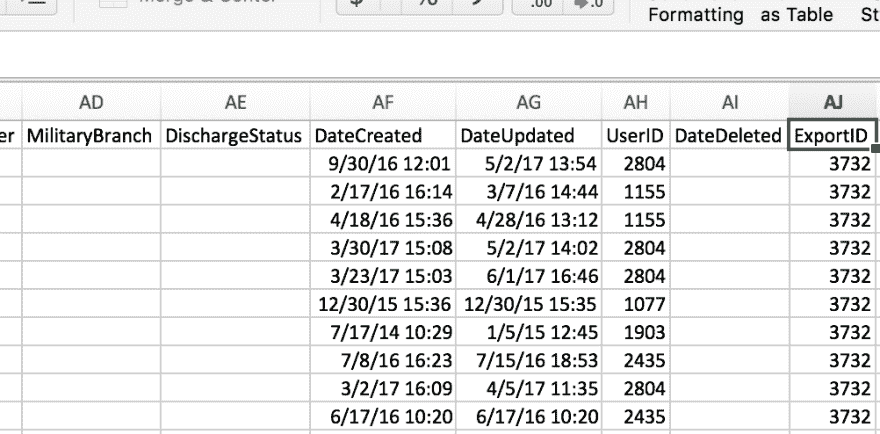 Merge & Center $ % .00 .0
Formatting as Table
AD AE AF AG AH AI AJ
er MilitaryBranch DischargeStatus DateCreated DateUpdated UserID DateDeleted ExportID
9/30/16 12:01 5/2/17 13:54 2804 3732
2/17/16 16:14 3/7/16 14:44 1155 3732
4/18/16 15:36 4/28/16 13:12 1155 3732
3/30/17 15:08 5/2/17 14:02 2804 3732
3/23/17 15:03 6/1/17 16:46 2804 3732
12/30/15 15:36 12/30/15 15:35 1077 3732
7/17/14 10:29 1/5/15 12:45 1903 3732
7/8/16 16:23 7/15/16 18:53 2435 3732
3/2/17 16:09 4/5/17 11:35 2804 3732
6/17/16 10:20 6/17/16 10:20 2435 3732